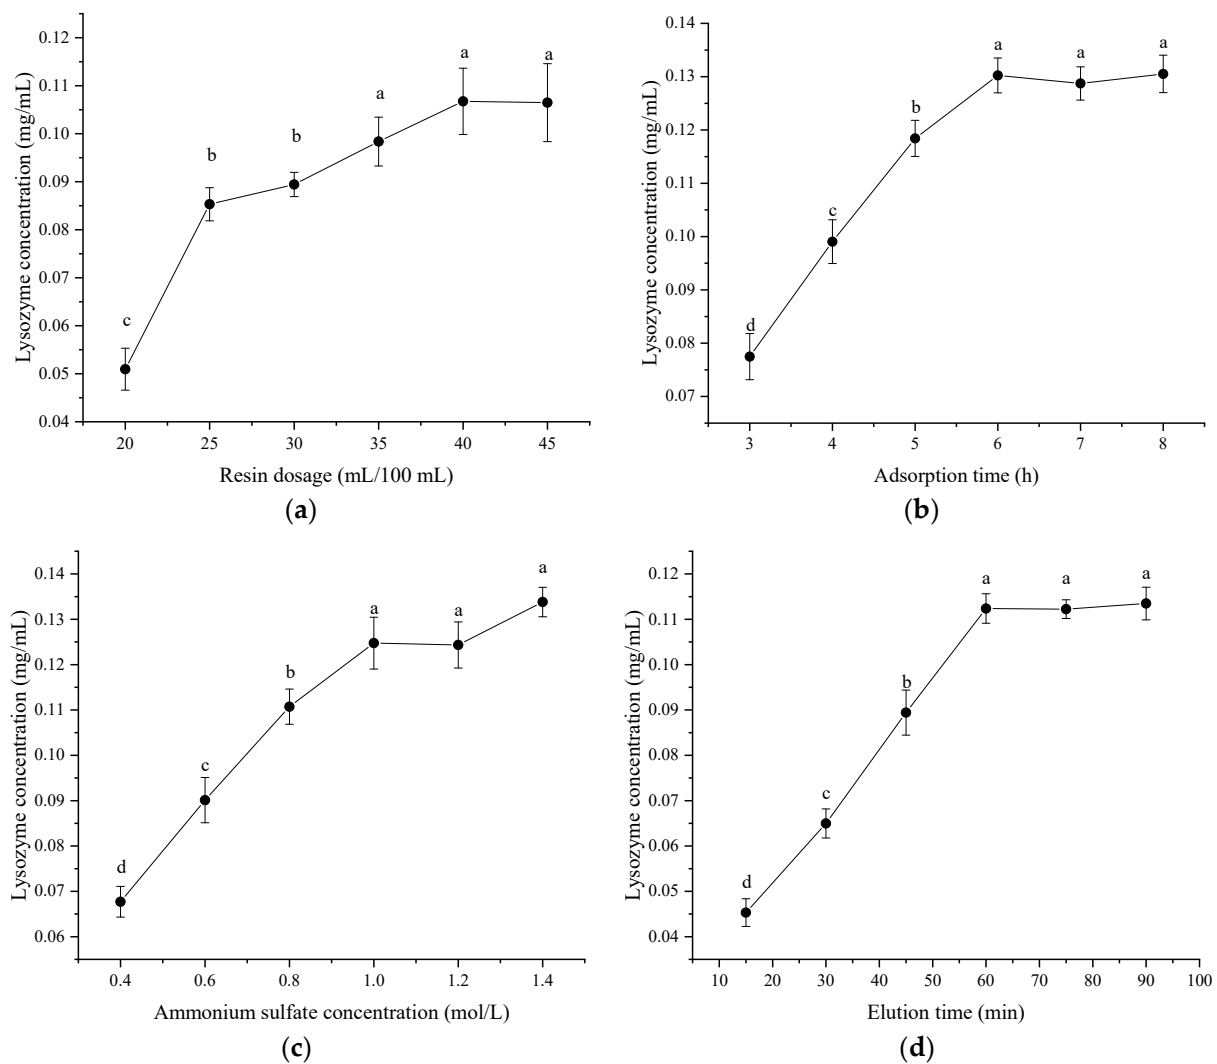 0.12
0.11
0.10
0.09
0.08
0.07
0.06
0.05
0.04
Lysozyme concentration (mg/mL)
c
b
b
a
a
a
20 25 30 35 40 45
Resin dosage (mL/100 mL)
(a)
0.14
0.13
0.12
0.11
0.10
0.09
0.08
0.07
Lysozyme concentration (mg/mL)
d
c
b
a
a
a
3 4 5 6 7 8
Adsorption time (h)
(b)
0.14
0.13
0.12
0.11
0.10
0.09
0.08
0.07
0.06
Lysozyme concentration (mg/mL)
d
c
b
a
a
a
0.4 0.6 0.8 1.0 1.2 1.4
Ammonium sulfate concentration (mol/L)
(c)
0.12
0.11
0.10
0.09
0.08
0.07
0.06
0.05
0.04
Lysozyme concentration (mg/mL)
d
c
b
a
a
a
10 20 30 40 50 60 70 80 90 100
Elution time (min)
(d)